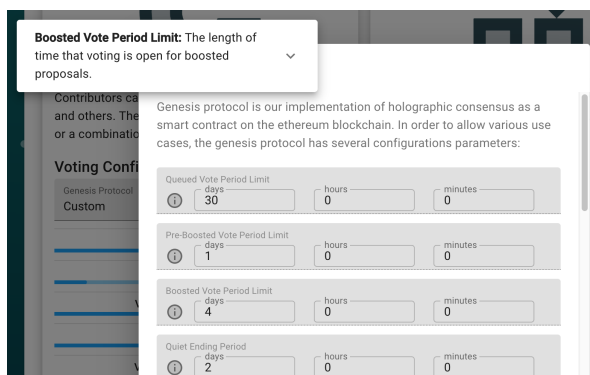 Boosted Vote Period Limit: The length of
time that voting is open for boosted
proposals.
Contributors ca
and others. The
or a combinatio
Voting Confi
Genesis Protocol
Custom
Genesis protocol is our implementation of holographic consensus as a
smart contract on the ethereum blockchain. In order to allow various use
cases, the genesis protocol has several configurations parameters:
Queued Vote Period Limit
days hours minutes
30 0 0
Pre-Boosted Vote Period Limit
days hours minutes
1 0 0
Boosted Vote Period Limit
days hours minutes
4 0 0
Quiet Ending Period
days hours minutes
2 0 0